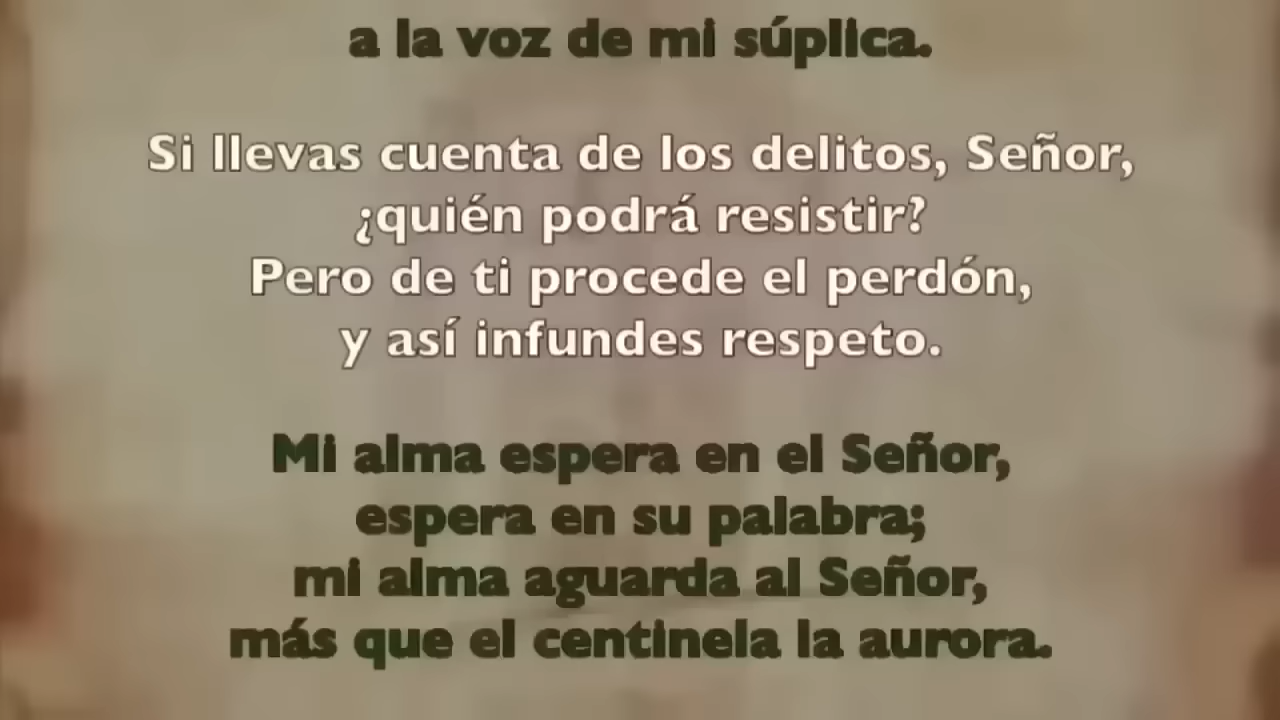 a la voz de mi súplica.
Si llevas cuenta de los delitos, Señor,
¿quién podrá resistir?
Pero de ti procede el perdón,
y así infundes respeto.
Mi alma espera en el Señor,
espera en su palabra;
mi alma aguarda al Señor,
más que el centinela la aurora.